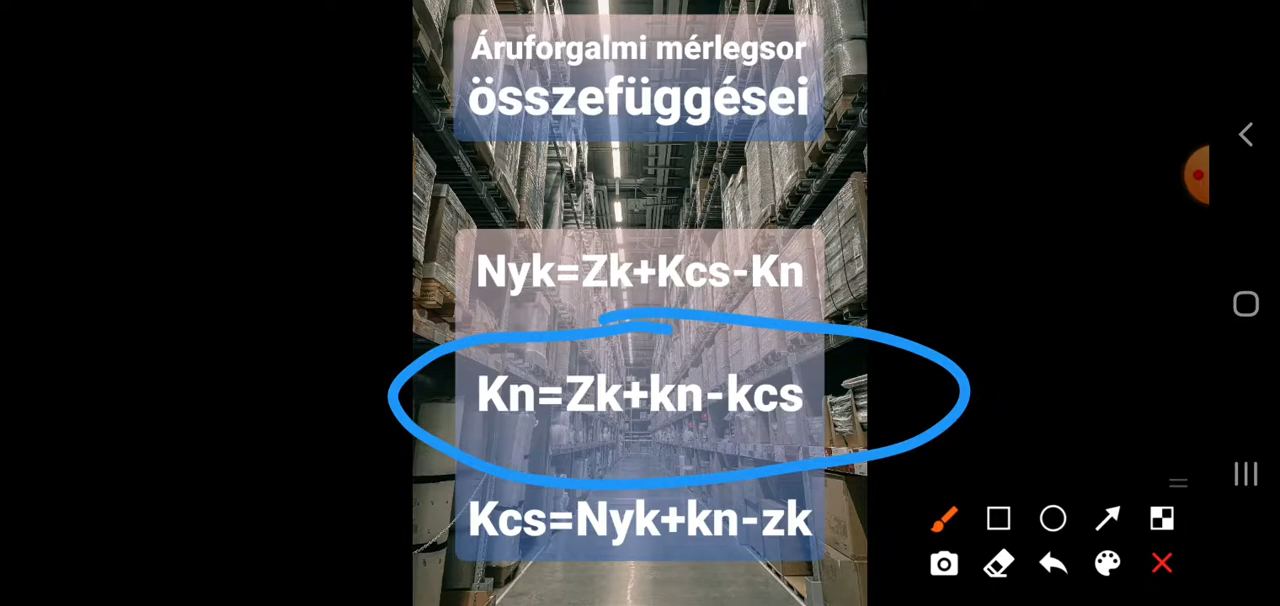 Áruforgalmi mérlegsor
összefüggései
Nyk=Zk+Kcs-Kn
Kn=Zk+kn-kcs
Kcs=Nyk+kn-zk